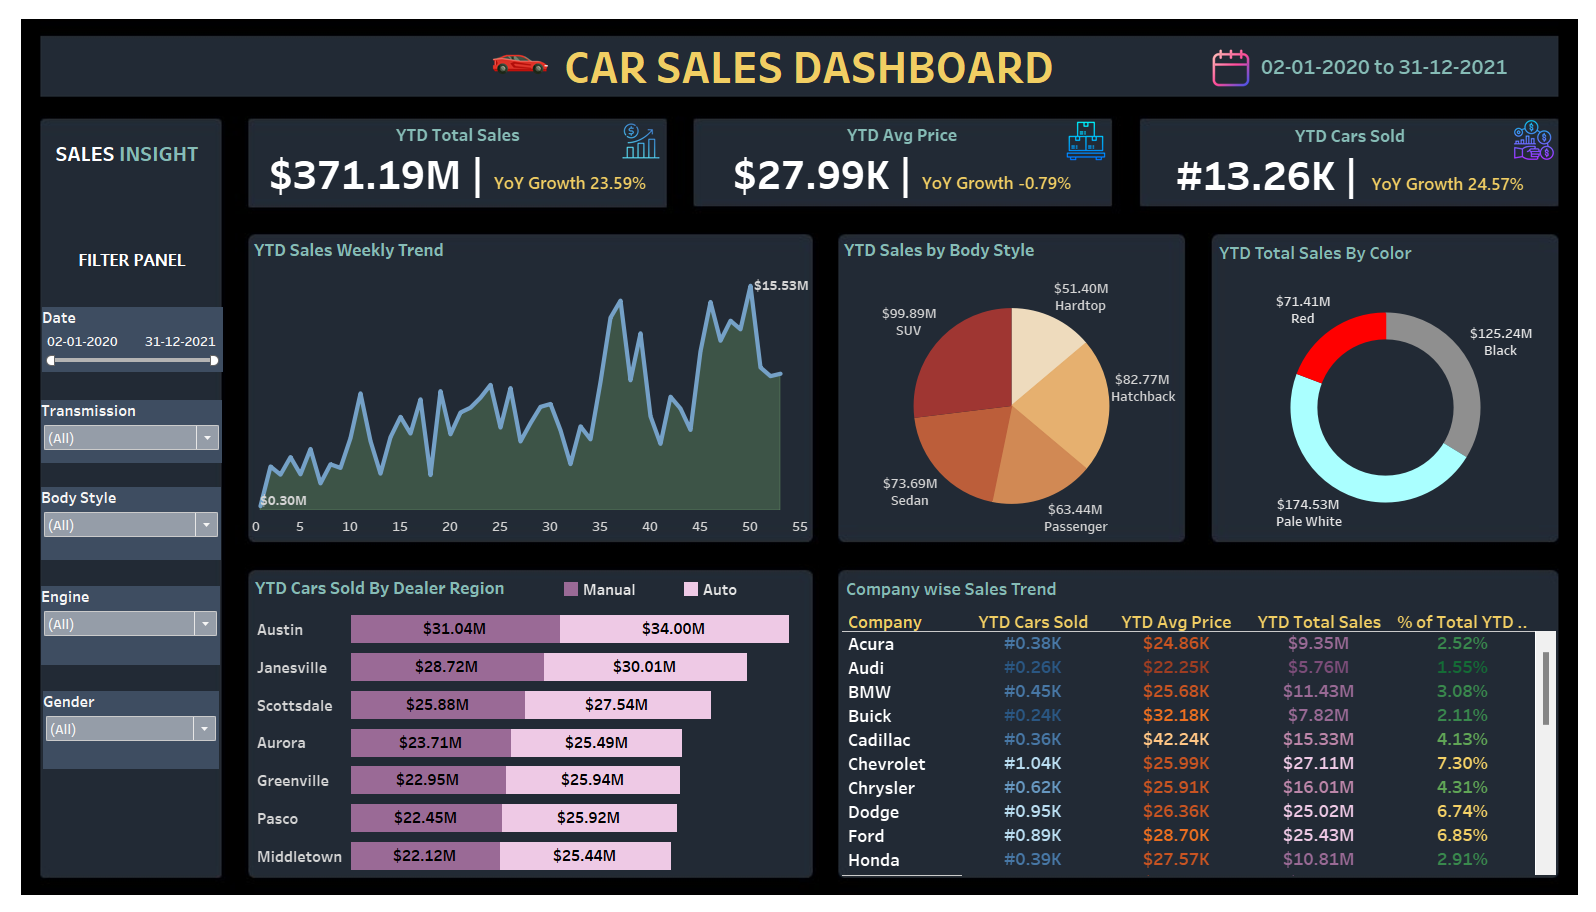 CAR SALES DASHBOARD
02-01-2020 to 31-12-2021
SALES INSIGHT
FILTER PANEL
Date
02-01-2020 31-12-2021
Transmission
(All)
Body Style
(All)
Engine
(All)
Gender
(All)
YTD Total Sales
$371.19M | YoY Growth 23.59%
YTD Avg Price
$27.99K | YoY Growth -0.79%
YTD Cars Sold
#13.26K | YoY Growth 24.57%
YTD Sales Weekly Trend
$15.53M
$0.30M
0 5 10 15 20 25 30 35 40 45 50 55
YTD Sales by Body Style
$51.40M
Hardtop
$99.89M
SUV
$82.77M
Hatchback
$73.69M
Sedan
$63.44M
Passenger
YTD Total Sales By Color
$71.41M
Red
$125.24M
Black
$174.53M
Pale White
YTD Cars Sold By Dealer Region Manual Auto
Austin $31.04M $34.00M
Janesville $28.72M $30.01M
Scottsdale $25.88M $27.54M
Aurora $23.71M $25.49M
Greenville $22.95M $25.94M
Pasco $22.45M $25.92M
Middletown $22.12M $25.44M
Company wise Sales Trend
Company YTD Cars Sold YTD Avg Price YTD Total Sales % of Total YTD ..
Acura #0.38K $24.86K $9.35M 2.52%
Audi #0.26K $22.25K $5.76M 1.55%
BMW #0.45K $25.68K $11.43M 3.08%
Buick #0.24K $32.18K $7.82M 2.11%
Cadillac #0.36K $42.24K $15.33M 4.13%
Chevrolet #1.04K $25.99K $27.11M 7.30%
Chrysler #0.62K $25.91K $16.01M 4.31%
Dodge #0.95K $26.36K $25.02M 6.74%
Ford #0.89K $28.70K $25.43M 6.85%
Honda #0.39K $27.57K $10.81M 2.91%